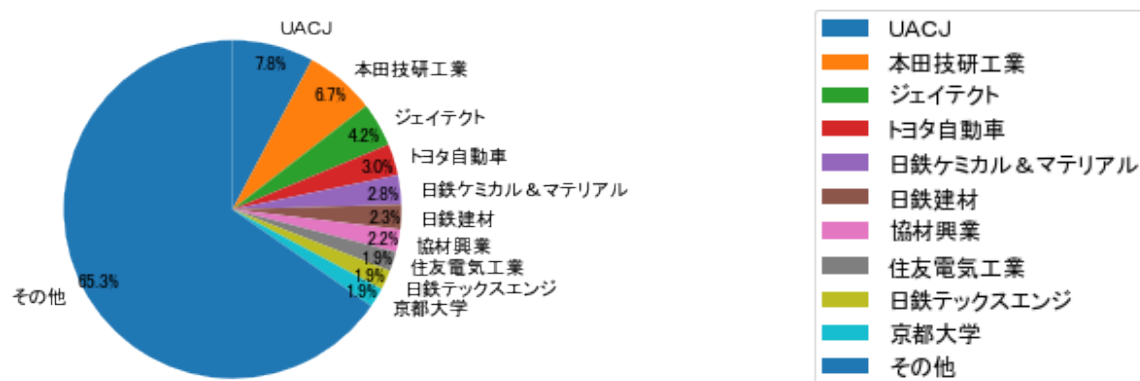 UACJ
7.8%
本田技研工業
6.7%
ジェイテクト
4.2%
トヨタ自動車
3.0%
日鉄ケミカル＆マテリアル
2.8%
日鉄建材
2.3%
協材興業
2.2%
住友電気工業
1.9%
日鉄テックスエンジ
1.9%
京都大学
1.9%
その他
65.3%
UACJ
本田技研工業
ジェイテクト
トヨタ自動車
日鉄ケミカル＆マテリアル
日鉄建材
協材興業
住友電気工業
日鉄テックスエンジ
京都大学
その他